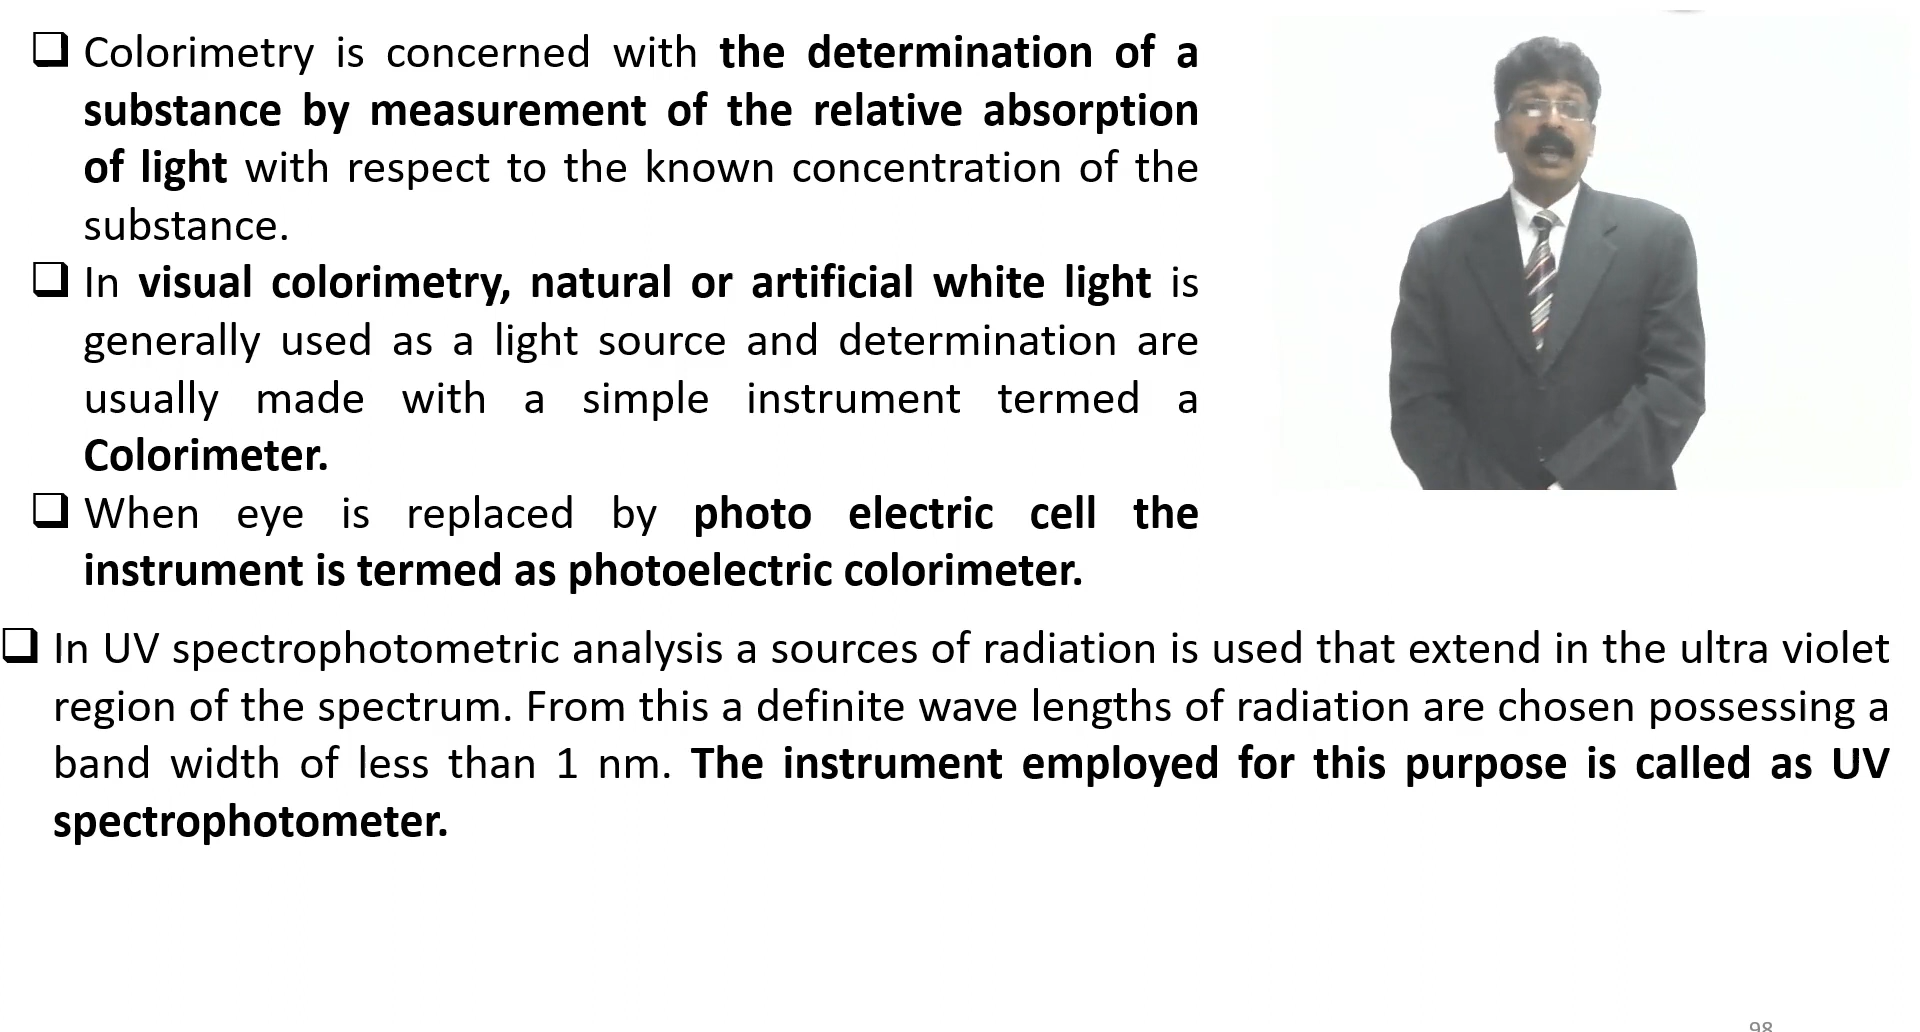 Colorimetry is concerned with the determination of a
substance by measurement of the relative absorption
of light with respect to the known concentration of the
substance.
In visual colorimetry, natural or artificial white light is
generally used as a light source and determination are
usually made with a simple instrument termed a
Colorimeter.
When eye is replaced by photo electric cell the
instrument is termed as photoelectric colorimeter.
In UV spectrophotometric analysis a sources of radiation is used that extend in the ultra violet
region of the spectrum. From this a definite wave lengths of radiation are chosen possessing a
band width of less than 1 nm. The instrument employed for this purpose is called as UV
spectrophotometer.
98